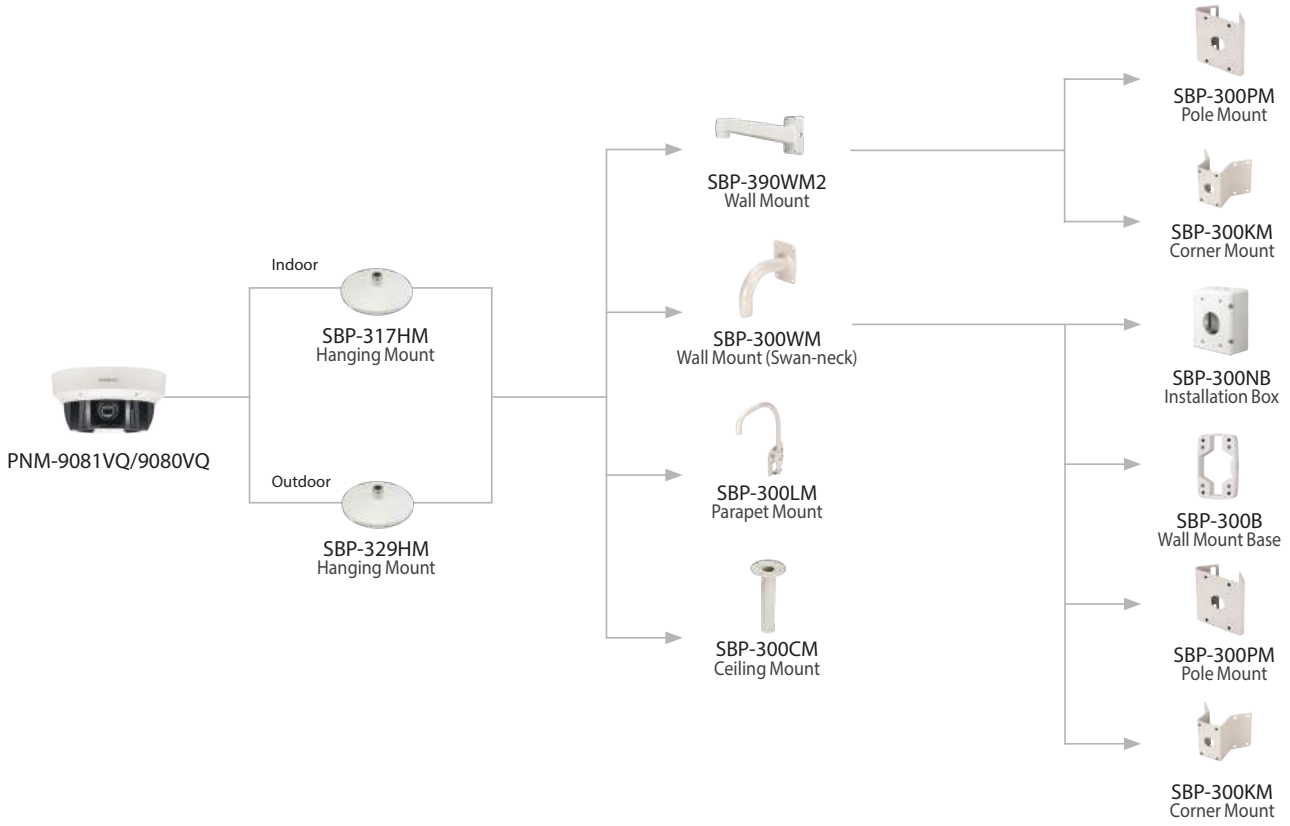 PNM-9081VQ/9080VQ
Indoor
SBP-317HM
Hanging Mount
Outdoor
SBP-329HM
Hanging Mount
SBP-390WM2
Wall Mount
SBP-300WM
Wall Mount (Swan-neck)
SBP-300LM
Parapet Mount
SBP-300CM
Ceiling Mount
SBP-300PM
Pole Mount
SBP-300KM
Corner Mount
SBP-300NB
Installation Box
SBP-300B
Wall Mount Base
SBP-300PM
Pole Mount
SBP-300KM
Corner Mount